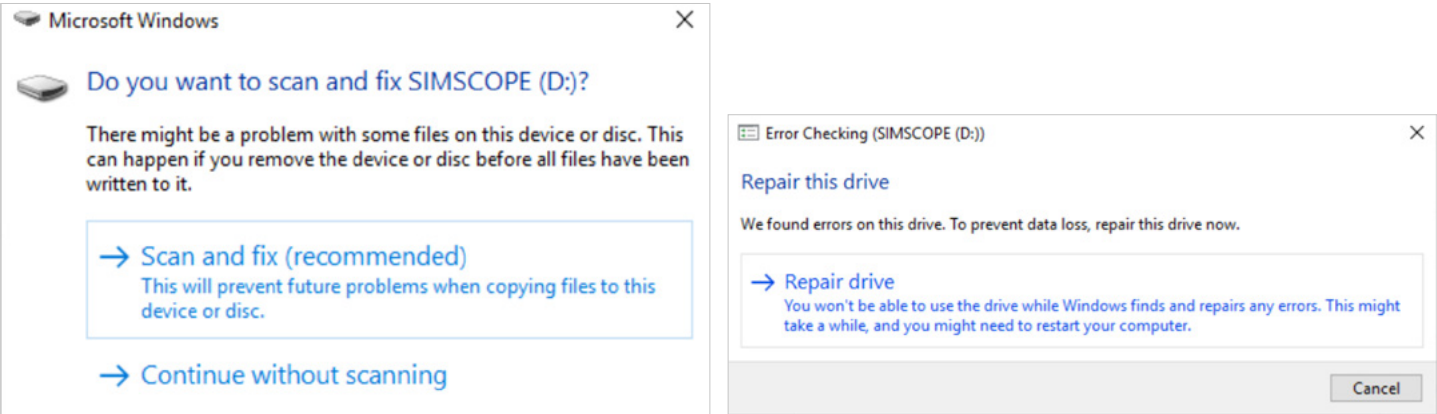 Microsoft Windows
Do you want to scan and fix SIMSCOPE (D:)?
There might be a problem with some files on this device or disc. This
can happen if you remove the device or disc before all files have been
written to it.
Scan and fix (recommended)
This will prevent future problems when copying files to this
device or disc.
Continue without scanning
Error Checking (SIMSCOPE (D:))
Repair this drive
We found errors on this drive. To prevent data loss, repair this drive now.
Repair drive
You won't be able to use the drive while Windows finds and repairs any errors. This might
take a while, and you might need to restart your computer.
Cancel